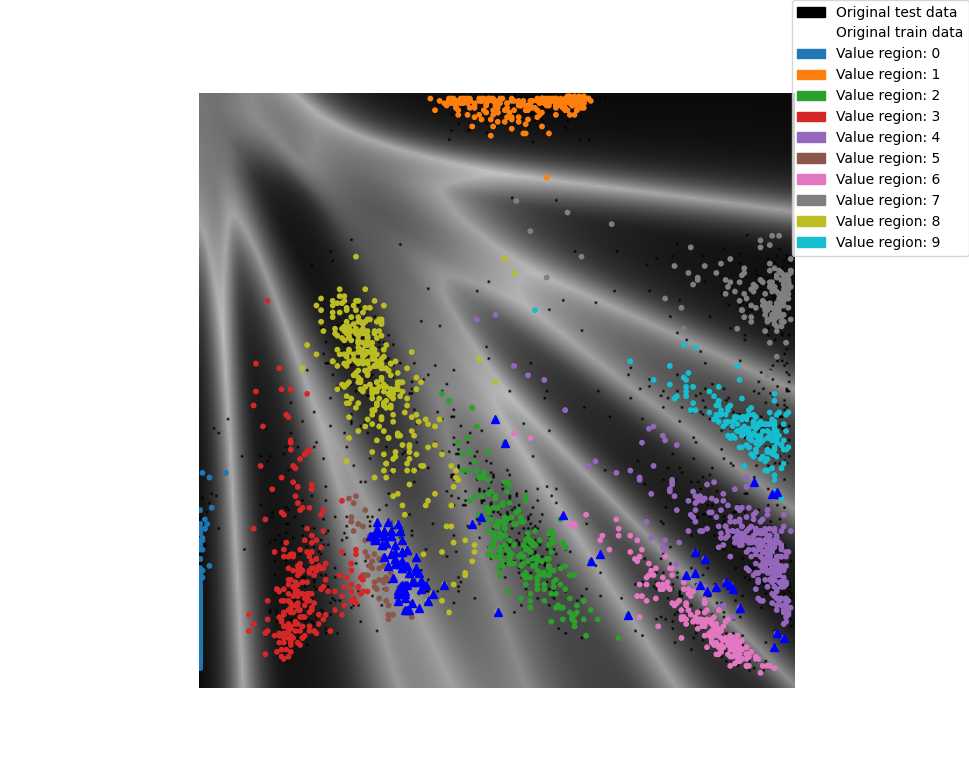 Original test data
Original train data
Value region: 0
Value region: 1
Value region: 2
Value region: 3
Value region: 4
Value region: 5
Value region: 6
Value region: 7
Value region: 8
Value region: 9